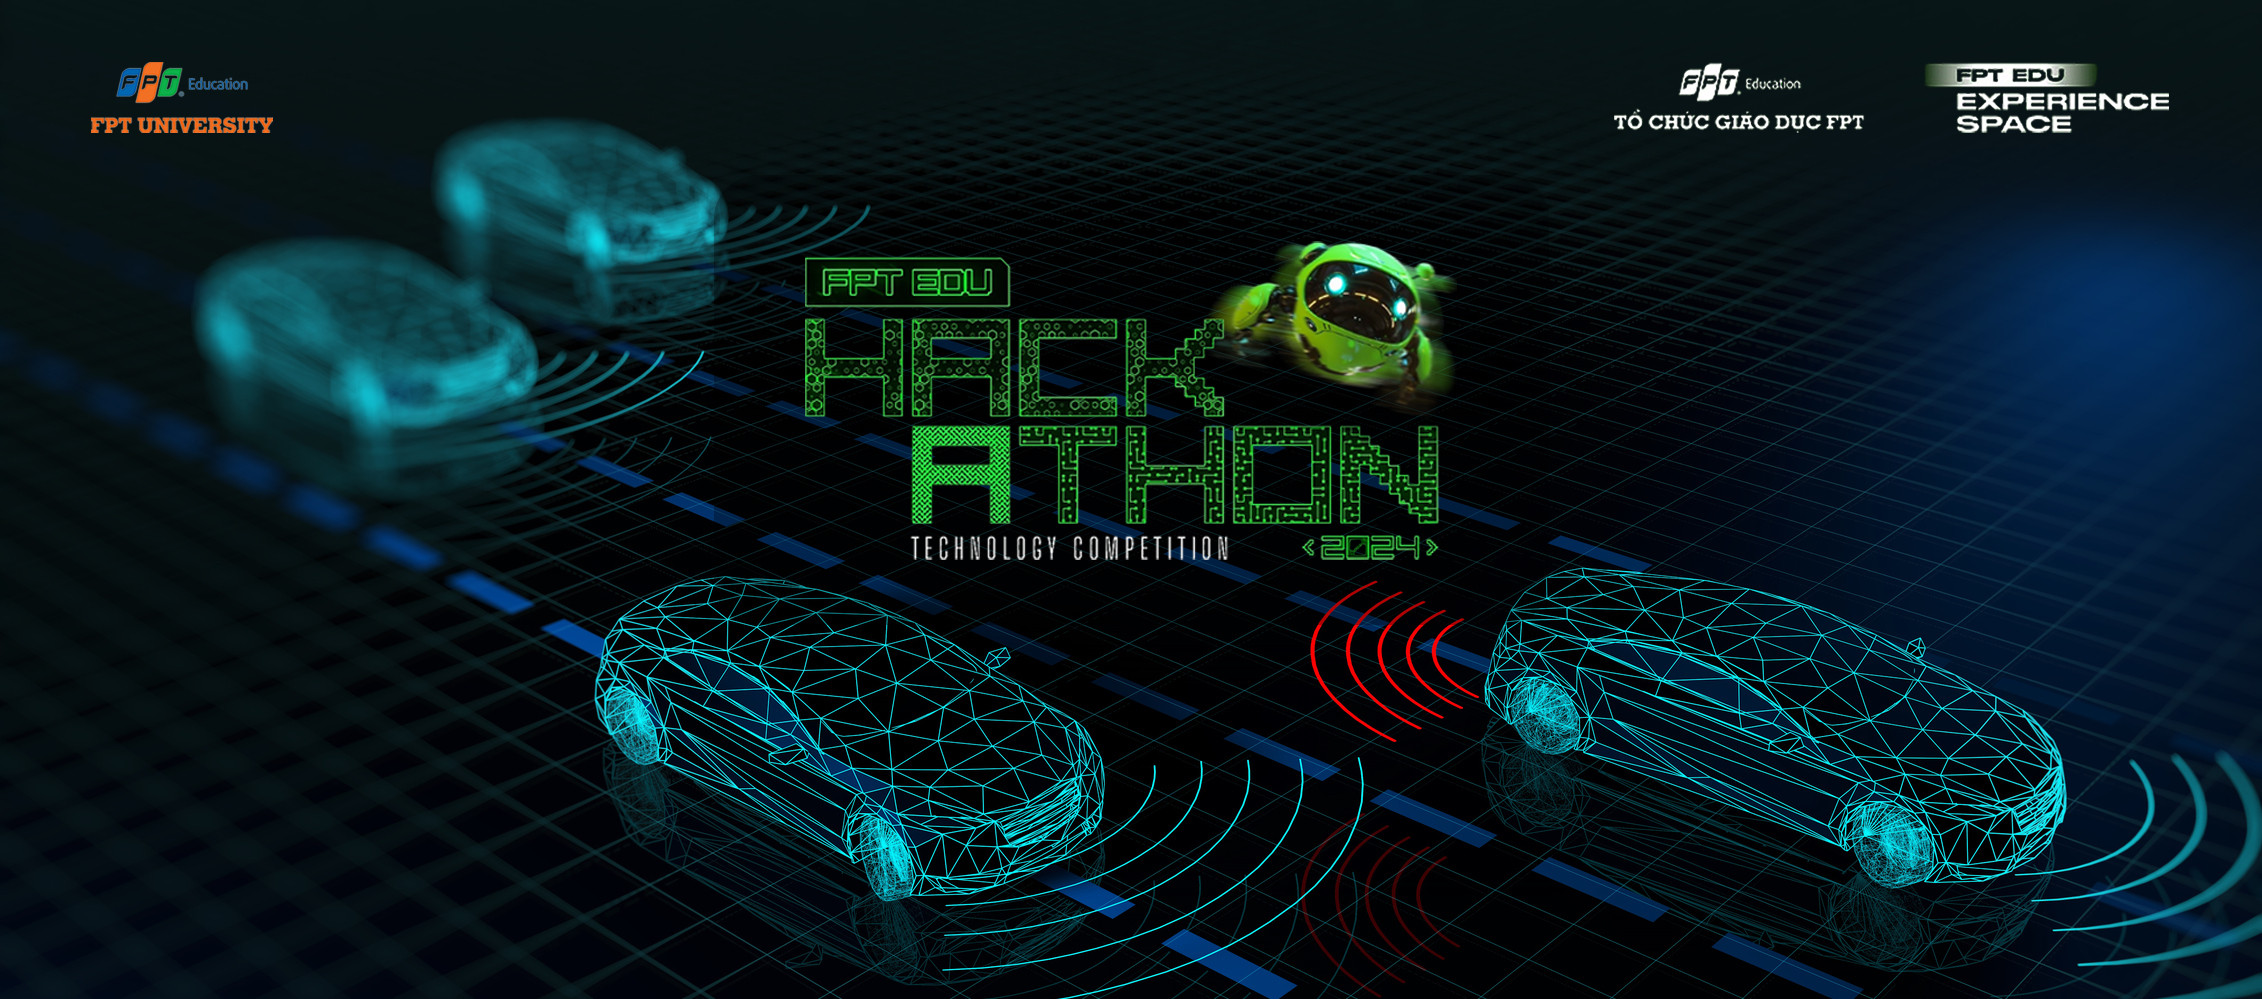 FPT Education
FPT UNIVERSITY
FPT Education
TỔ CHỨC GIÁO DỤC FPT
FPT EDU
EXPERIENCE
SPACE
FPT EDU
HACK
ATHON
TECHNOLOGY COMPETITION <2024>